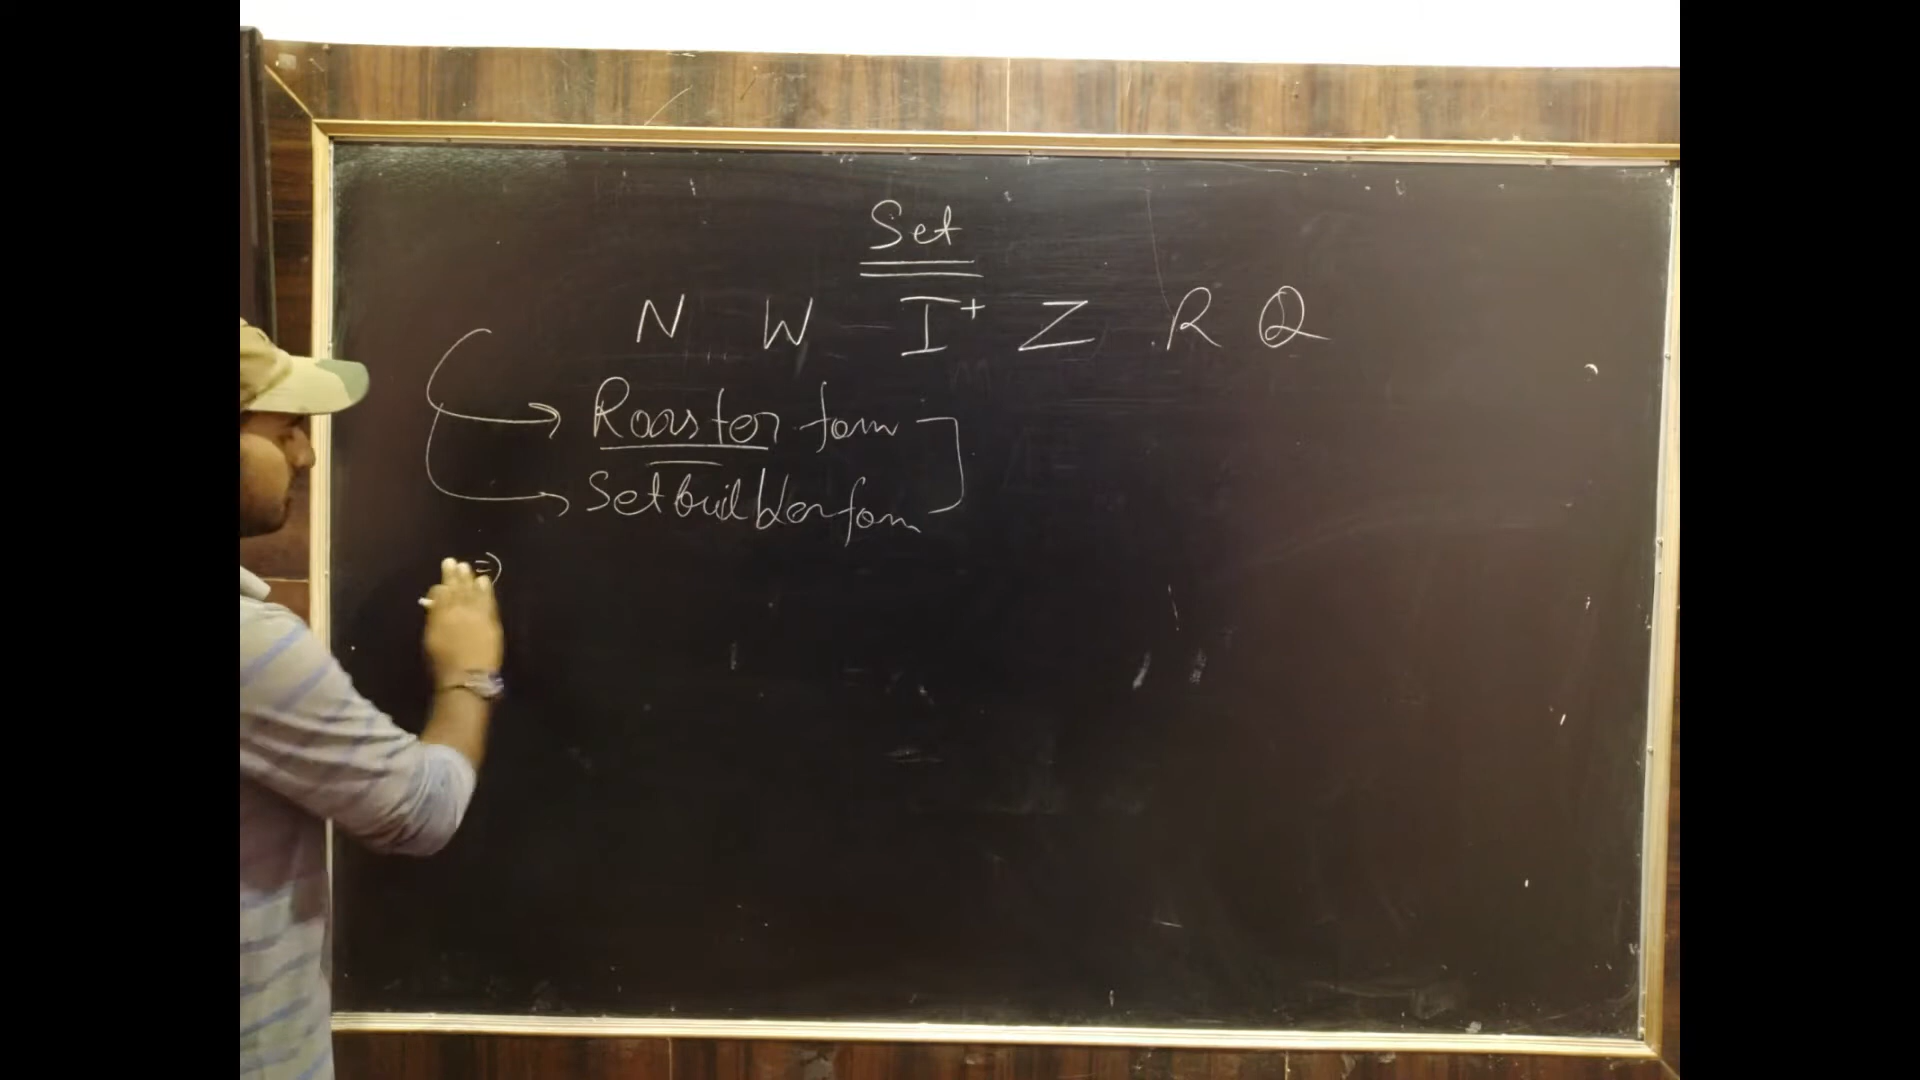 Set
N W I+ Z R Q
Rooster form
Set builder form
=)